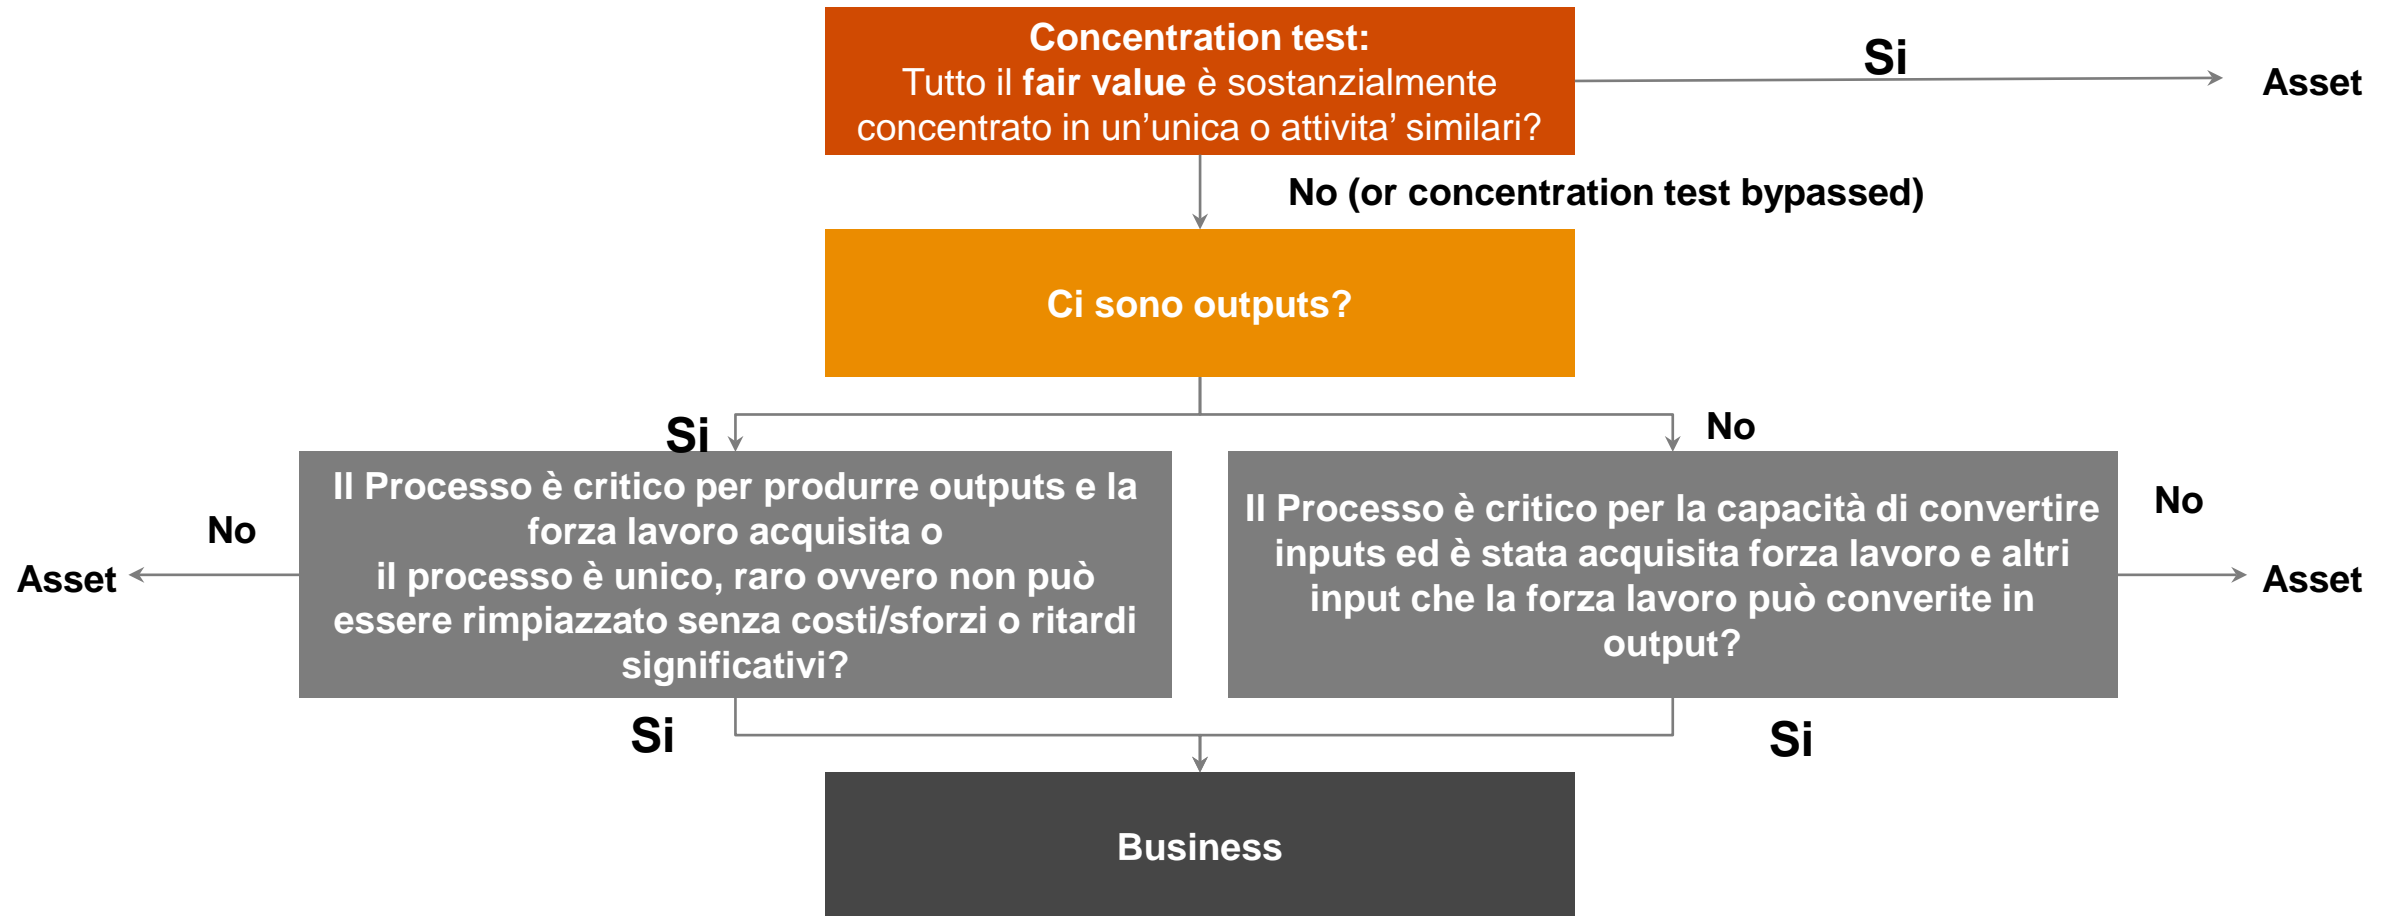 Concentration test:
Tutto il fair value è sostanzialmente
concentrato in un’unica o attivita’ similari?
Si
Asset
No (or concentration test bypassed)
Ci sono outputs?
Si
No
Il Processo è critico per produrre outputs e la
forza lavoro acquisita o
il processo è unico, raro ovvero non può
essere rimpiazzato senza costi/sforzi o ritardi
significativi?
No
Asset
Il Processo è critico per la capacità di convertire
inputs ed è stata acquisita forza lavoro e altri
input che la forza lavoro può converite in
output?
No
Asset
Si
Si
Business